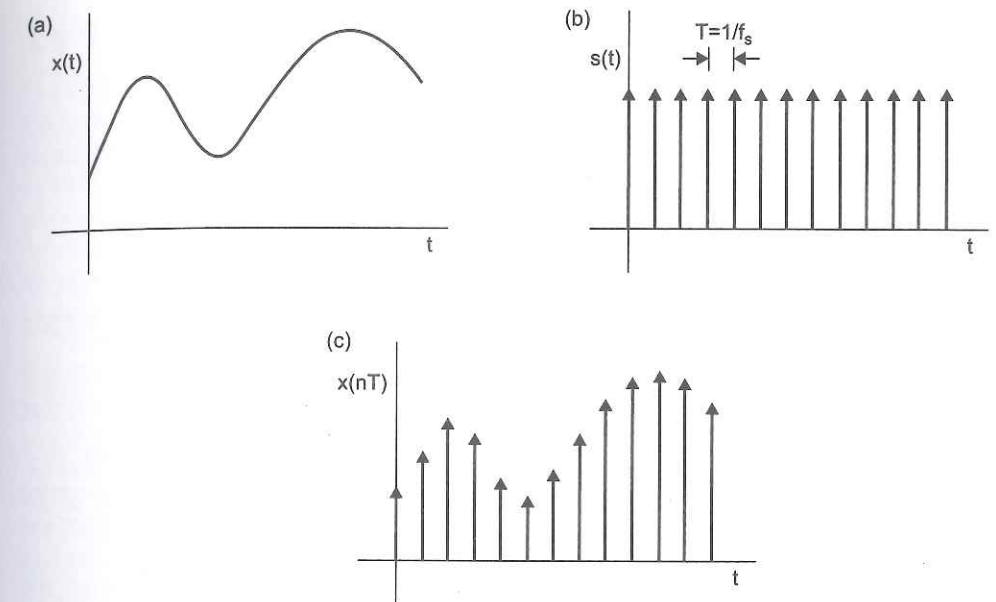 (a)
x(t)
t
(b)
T=1/fₛ
s(t)
t
(c)
x(nT)
t